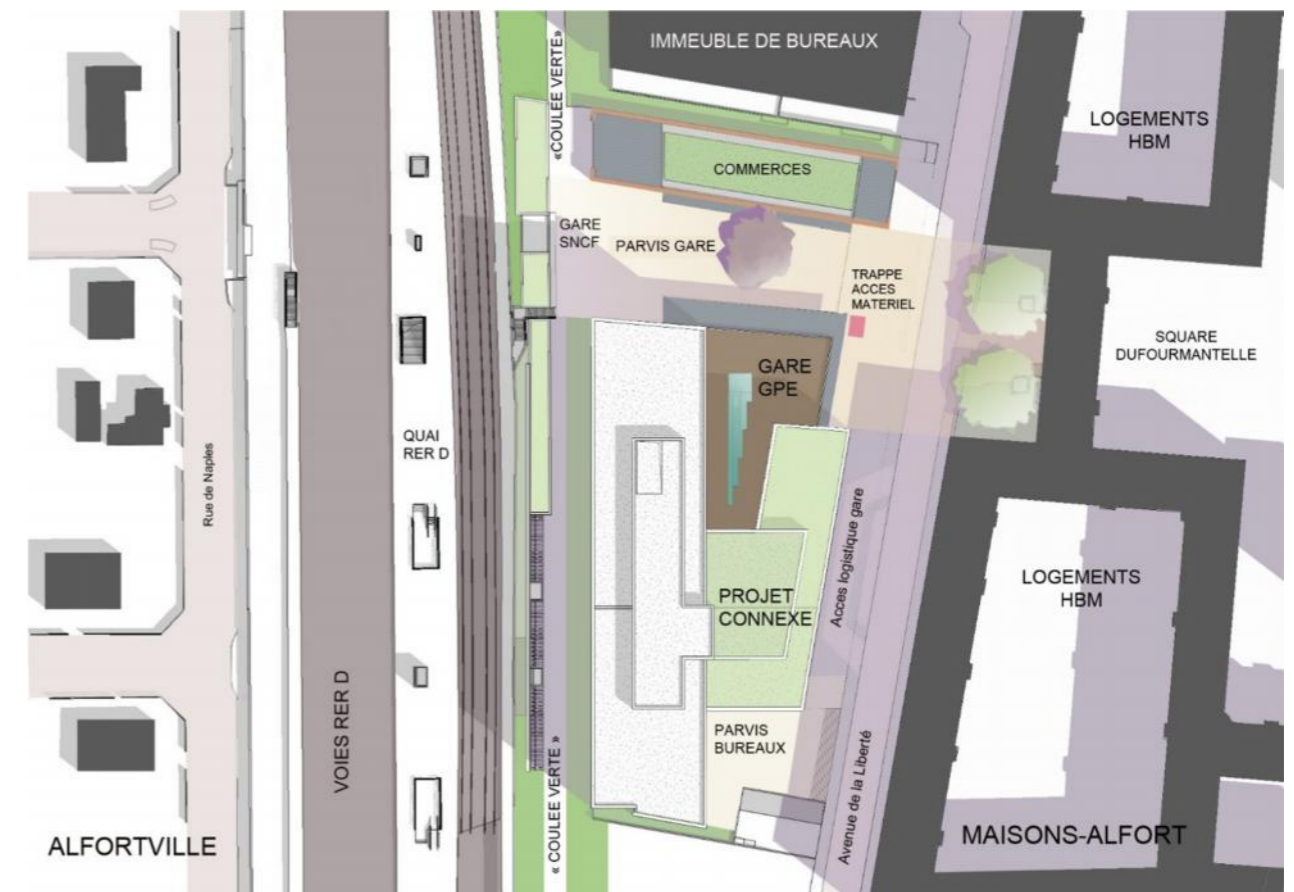 IMMEUBLE DE BUREAUX
«COULEE VERTE»
LOGEMENTS
HBM
COMMERCES
GARE
SNCF
PARVIS GARE
TRAPPE
ACCES
MATERIEL
SQUARE
DUFOURMANTELLE
GARE
GPE
QUAI
RER D
Rue de Naples
Acces logistique gare
LOGEMENTS
HBM
PROJET
CONNEXE
VOIES RER D
PARVIS
BUREAUX
« COULEE VERTE »
Avenue de la Liberté
ALFORTVILLE
MAISONS-ALFORT